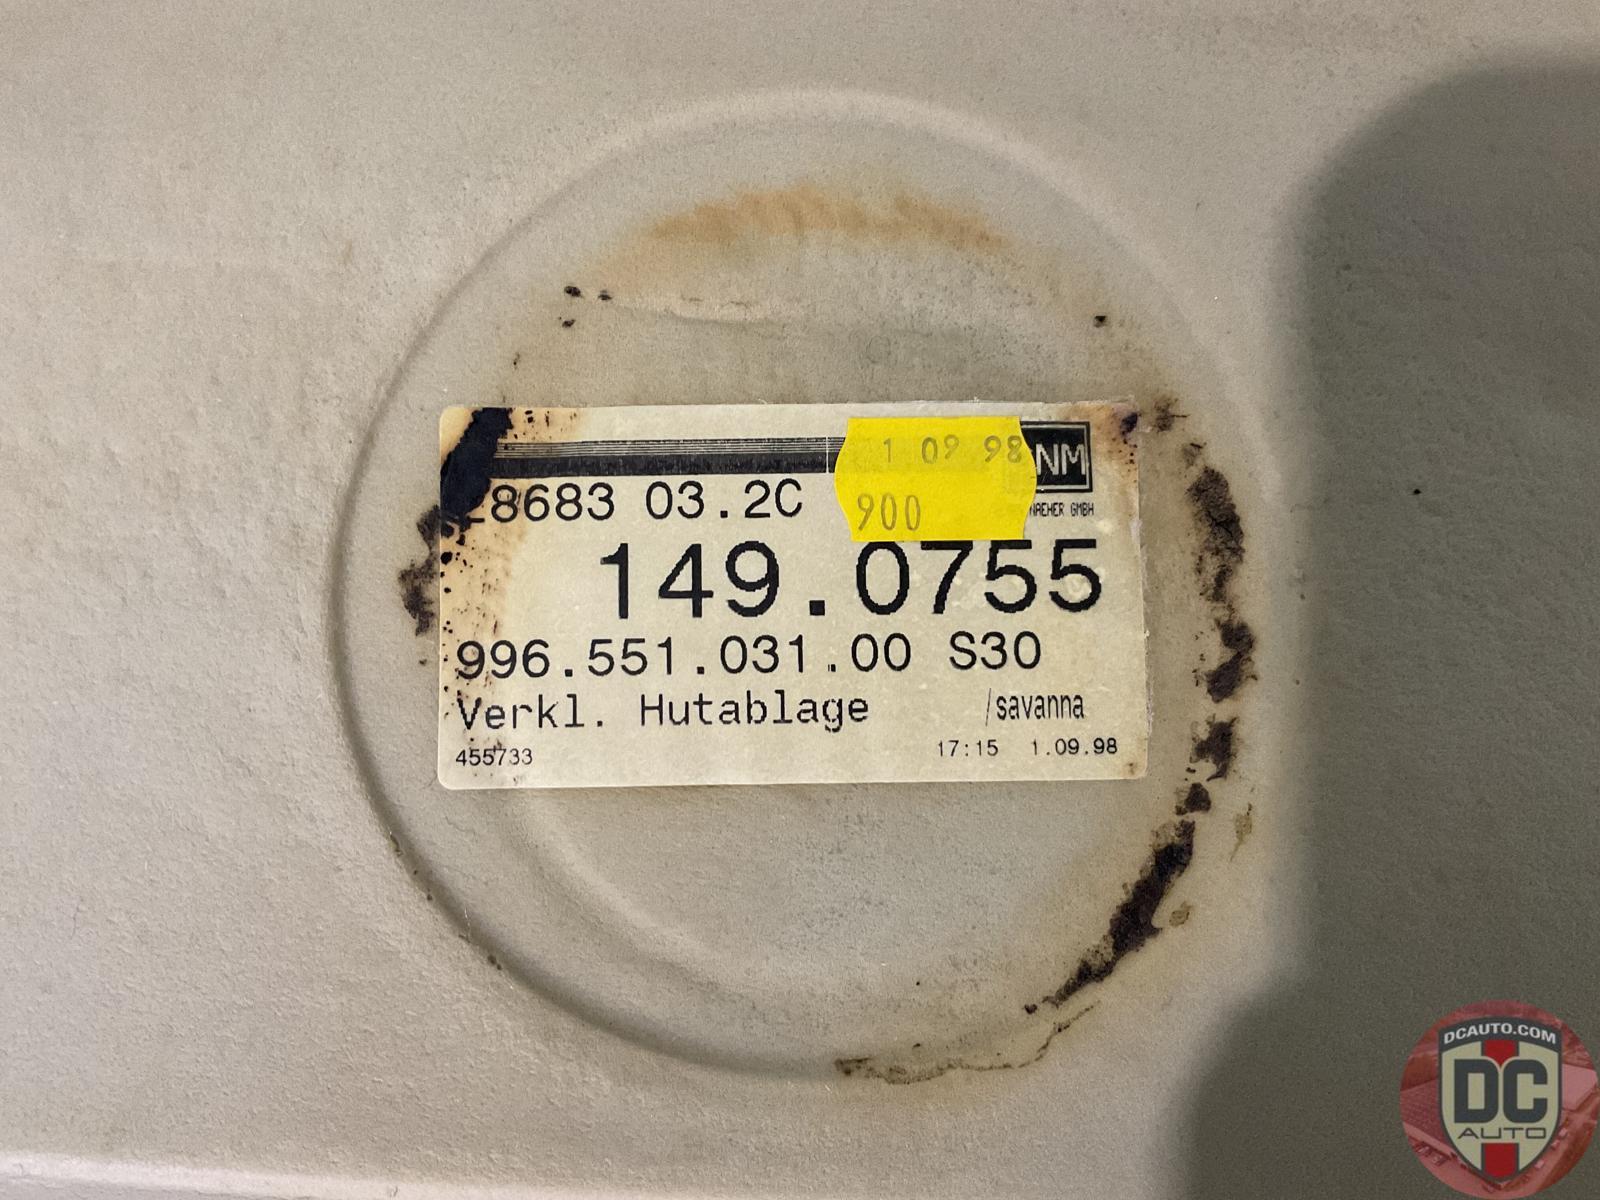 1 09 98
900
NM
8683 03.2C
149.0755
996.551.031.00 S30
Verkl. Hutablage /savanna
455733 17:15 1.09.98
DCAUTO.COM
DC
AUTO